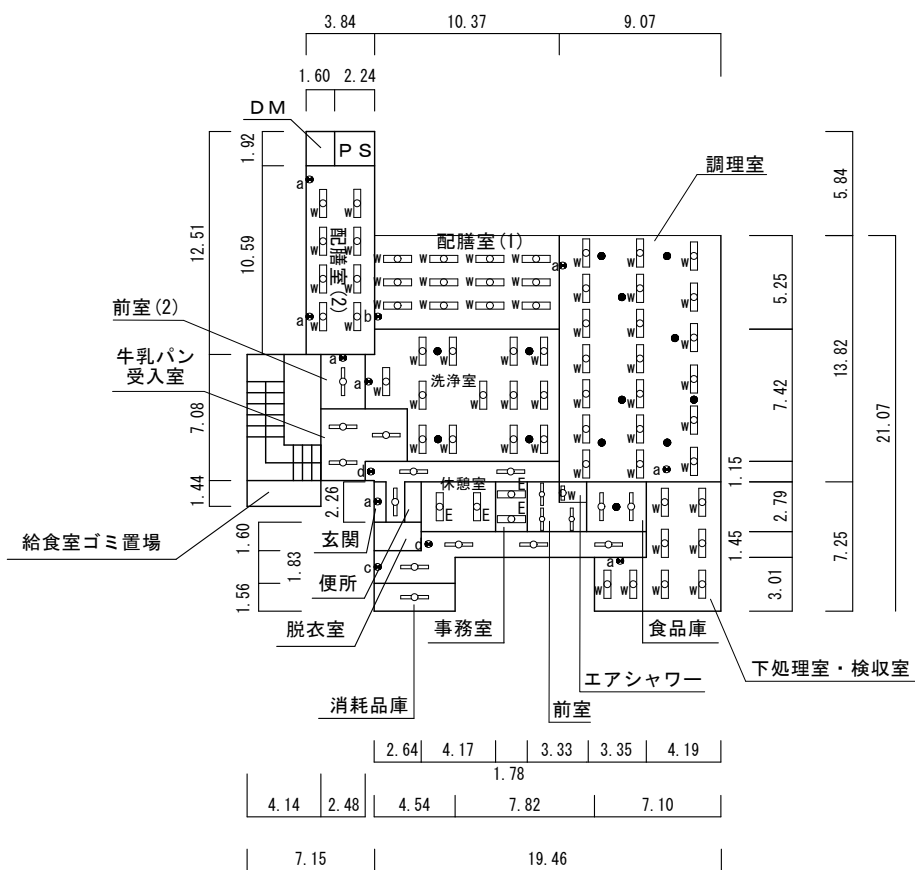 3.84
10.37
9.07
1.60
2.24
DM
PS
1.92
12.51
10.59
調理室
5.84
a
配膳室(1)
W W
W W W W
W W
配膳室(2)
W W
W W
a
b
a
W W W W
W W W W
W W
W W
W W
W W
W W
W W
5.25
13.82
21.07
前室(2)
牛乳パン
受入室
a
a
W
W W W
洗浄室
W W W W
W W W W
7.42
7.08
1.44
d
a
1.15
休憩室
E
E
E E
W
a
2.26
玄関
2.79
7.25
給食室ゴミ置場
1.60
1.83
1.56
便所
d
c
W W
W W
a
W W W W
1.45
3.01
脱衣室
事務室
食品庫
下処理室・検収室
エアシャワー
消耗品庫
前室
2.64
4.17
3.33
3.35
4.19
1.78
4.14
2.48
4.54
7.82
7.10
7.15
19.46